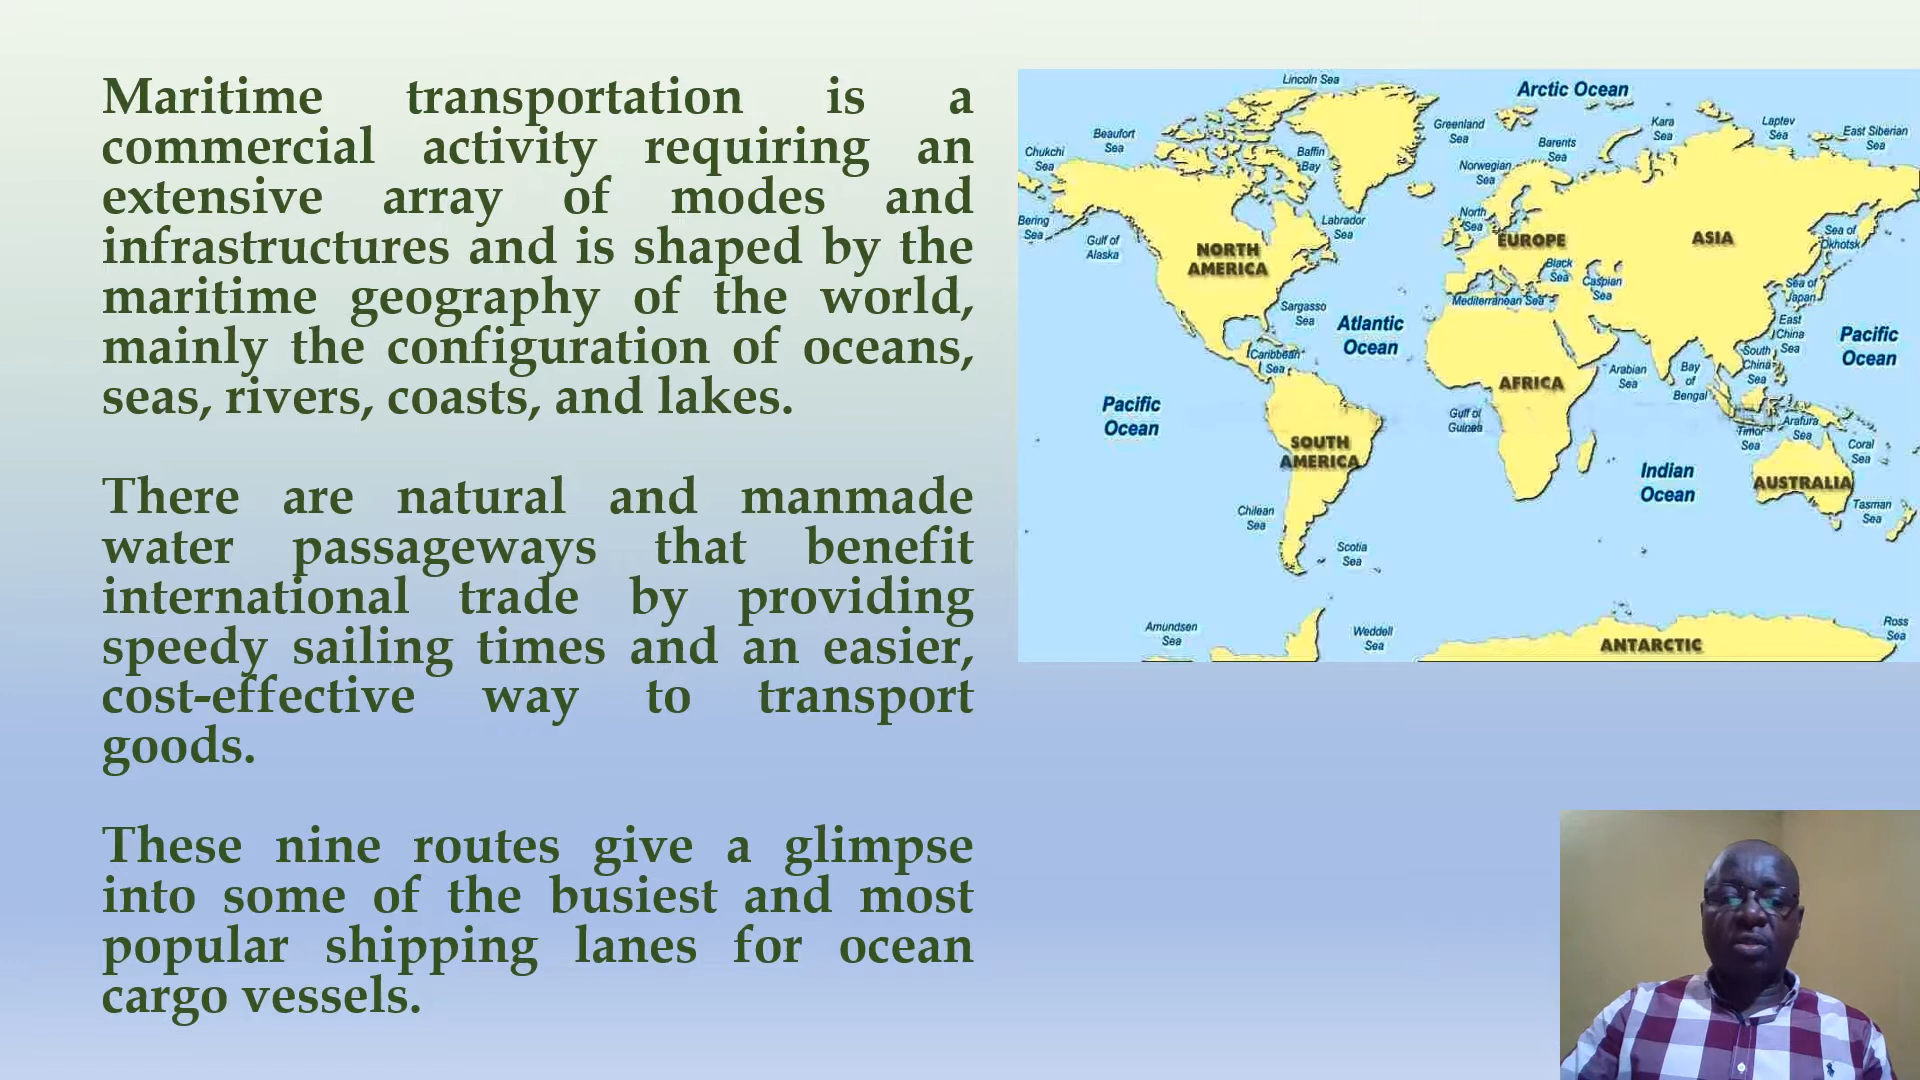 Maritime transportation is a
commercial activity requiring an
extensive array of modes and
infrastructures and is shaped by the
maritime geography of the world,
mainly the configuration of oceans,
seas, rivers, coasts, and lakes.
There are natural and manmade
water passageways that benefit
international trade by providing
speedy sailing times and an easier,
cost-effective way to transport
goods.
These nine routes give a glimpse
into some of the busiest and most
popular shipping lanes for ocean
cargo vessels.
Lincoln Sea
Arctic Ocean
Beaufort
Sea
Chukchi
Sea
Baffin
Bay
Greenland
Sea
Norwegian
Sea
Barents
Sea
Kara
Sea
Laptev
Sea
East Siberian
Sea
Bering
Sea
Gulf of
Alaska
Labrador
Sea
North
Sea
NORTH
AMERICA
EUROPE
ASIA
Sea of
Okhotsk
Black
Sea
Caspian
Sea
Mediterranean Sea
Sea of
Japan
Sargasso
Sea
Atlantic
Ocean
East
China
Sea
Pacific
Ocean
Caribbean
Sea
South
China
Sea
Arabian
Sea
Bay
of
Bengal
AFRICA
Pacific
Ocean
Gulf of
Guinea
Timor
Sea
Arafura
Sea
Coral
Sea
SOUTH
AMERICA
Indian
Ocean
AUSTRALIA
Tasman
Sea
Chilean
Sea
Scotia
Sea
Amundsen
Sea
Weddell
Sea
ANTARCTIC
Ross
Sea